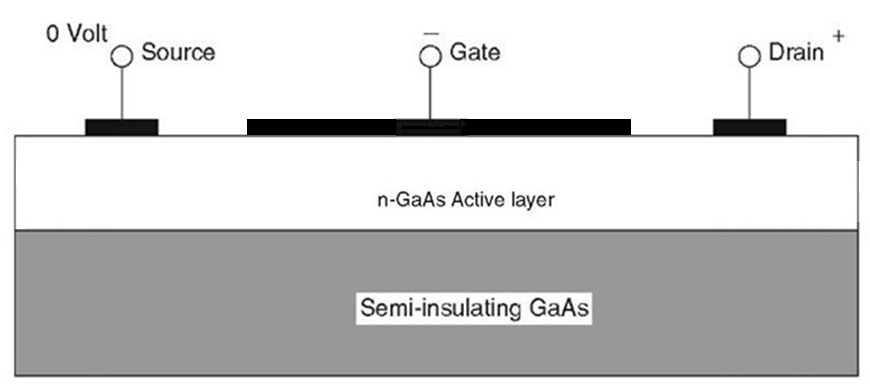 0 Volt
Source
–
Gate
Drain
+
n-GaAs Active layer
Semi-insulating GaAs